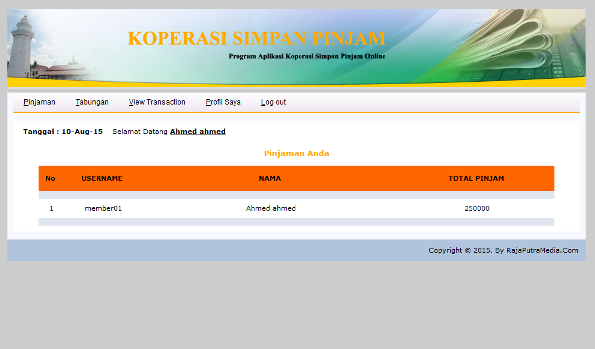 KOPERASI SIMPAN PINJAM
Program Aplikasi Koperasi Simpan Pinjam Online
Pinjaman Tabungan View Transaction Profil Saya Log out
Tanggal : 10-Aug-15 Selamat Datang Ahmed ahmed
Pinjaman Anda
No USERNAME NAMA TOTAL PINJAM
1 member01 Ahmed ahmed 250000
Copyright © 2015. By RajaPutraMedia.Com